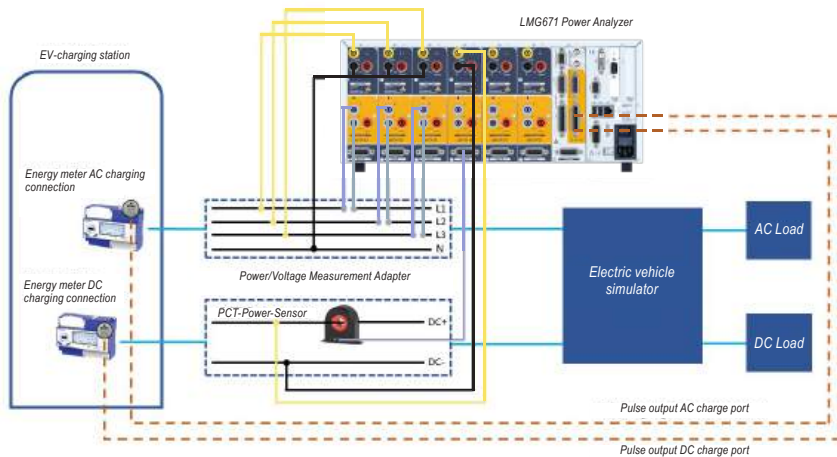 LMG671 Power Analyzer
EV-charging station
Energy meter AC charging
connection
L1
L2
L3
N
Power/Voltage Measurement Adapter
Energy meter DC
charging connection
PCT-Power-Sensor
DC+
DC-
Electric vehicle
simulator
AC Load
DC Load
Pulse output AC charge port
Pulse output DC charge port